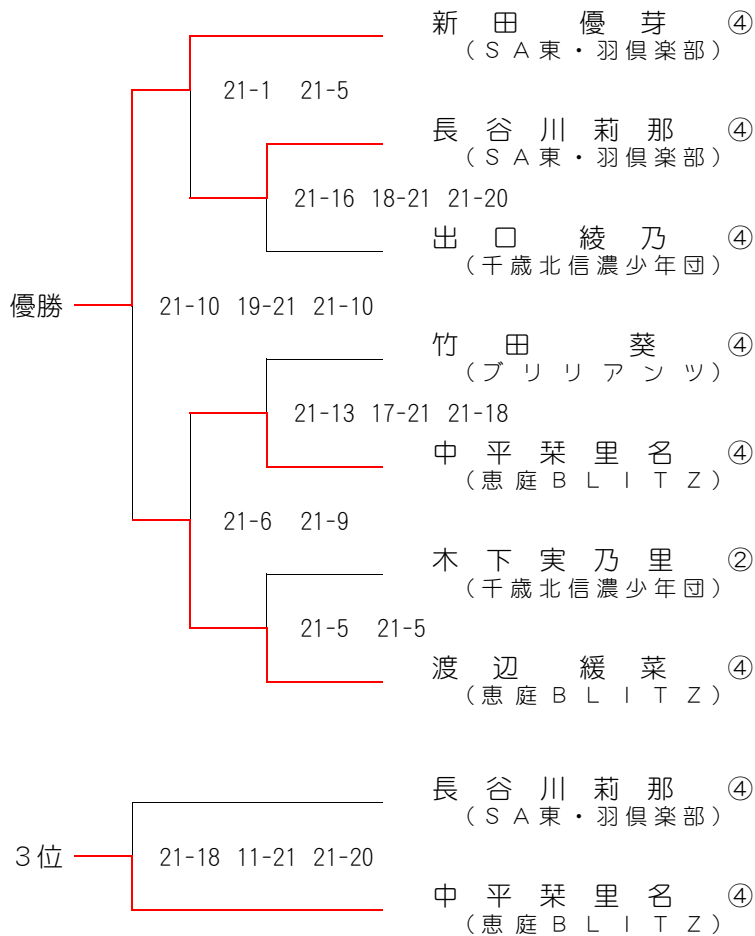 新田 優芽 ④
（ＳＡ東・羽倶楽部）
21-1 21-5
長谷川莉那 ④
（ＳＡ東・羽倶楽部）
21-16 18-21 21-20
出口 綾乃 ④
（千歳北信濃少年団）
優勝 21-10 19-21 21-10
竹田 葵 ④
（ブリリアンツ）
21-13 17-21 21-18
中平栞里名 ④
（恵庭ＢＬＩＴＺ）
21-6 21-9
木下実乃里 ②
（千歳北信濃少年団）
21-5 21-5
渡辺 緩菜 ④
（恵庭ＢＬＩＴＺ）
長谷川莉那 ④
（ＳＡ東・羽倶楽部）
３位 21-18 11-21 21-20
中平栞里名 ④
（恵庭ＢＬＩＴＺ）